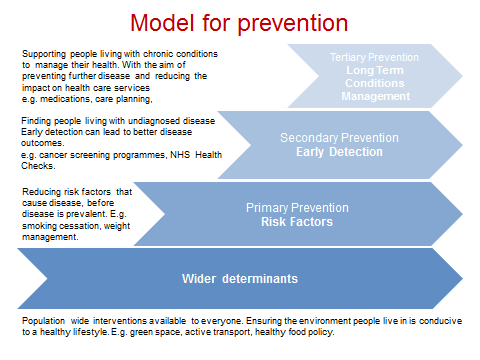 Model for prevention
Supporting people living with chronic conditions
to manage their health. With the aim of
preventing further disease and reducing the
impact on health care services
e.g. medications, care planning,
Tertiary Prevention
Long Term
Conditions
Management
Finding people living with undiagnosed disease
Early detection can lead to better disease
outcomes.
e.g. cancer screening programmes, NHS Health
Checks.
Secondary Prevention
Early Detection
Reducing risk factors that
cause disease, before
disease is prevalent. E.g.
smoking cessation, weight
management.
Primary Prevention
Risk Factors
Wider determinants
Population wide interventions available to everyone. Ensuring the environment people live in is conducive
to a healthy lifestyle. E.g. green space, active transport, healthy food policy.